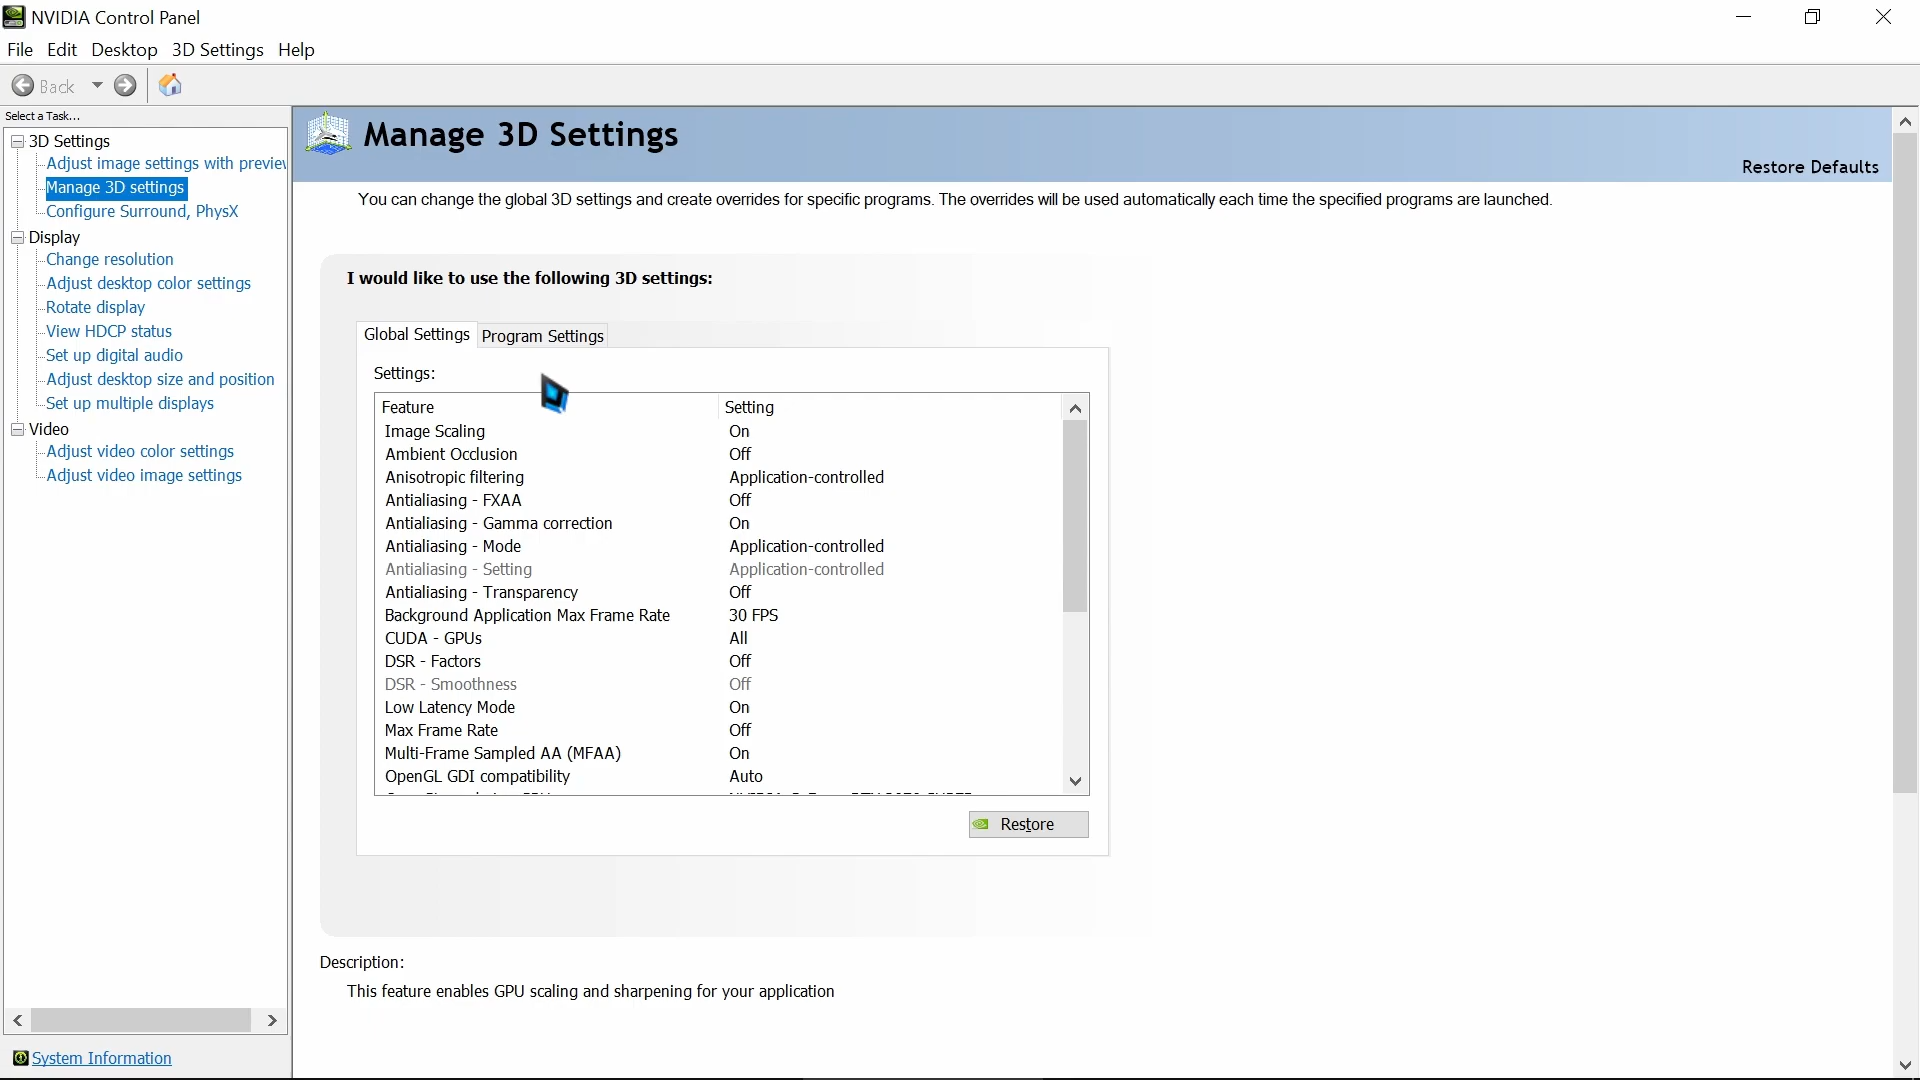 NVIDIA Control Panel
File Edit Desktop 3D Settings Help
Back
Select a Task...
3D Settings
Adjust image settings with preview
Manage 3D settings
Configure Surround, PhysX
Display
Change resolution
Adjust desktop color settings
Rotate display
View HDCP status
Set up digital audio
Adjust desktop size and position
Set up multiple displays
Video
Adjust video color settings
Adjust video image settings
System Information
Manage 3D Settings
Restore Defaults
You can change the global 3D settings and create overrides for specific programs. The overrides will be used automatically each time the specified programs are launched.
I would like to use the following 3D settings:
Global Settings Program Settings
Settings:
Feature Setting
Image Scaling On
Ambient Occlusion Off
Anisotropic filtering Application-controlled
Antialiasing - FXAA Off
Antialiasing - Gamma correction On
Antialiasing - Mode Application-controlled
Antialiasing - Setting Application-controlled
Antialiasing - Transparency Off
Background Application Max Frame Rate 30 FPS
CUDA - GPUs All
DSR - Factors Off
DSR - Smoothness Off
Low Latency Mode On
Max Frame Rate Off
Multi-Frame Sampled AA (MFAA) On
OpenGL GDI compatibility Auto
Restore
Description:
This feature enables GPU scaling and sharpening for your application